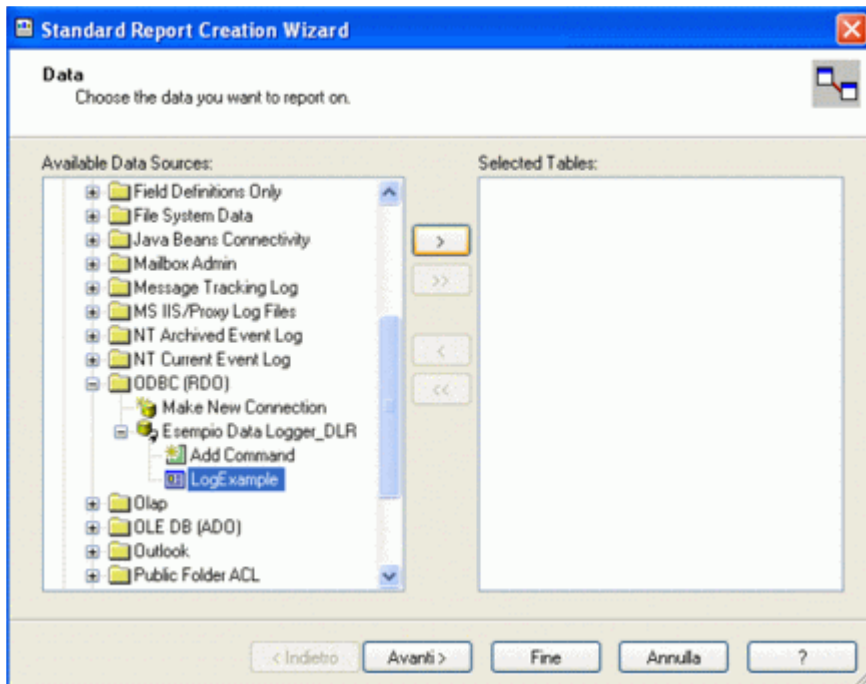 Standard Report Creation Wizard
Data
Choose the data you want to report on.
Available Data Sources:
Field Definitions Only
File System Data
Java Beans Connectivity
Mailbox Admin
Message Tracking Log
MS IIS/Proxy Log Files
NT Archived Event Log
NT Current Event Log
ODBC (RDO)
Make New Connection
Esempio Data Logger_DLR
Add Command
LogExample
Olap
OLE DB (ADO)
Outlook
Public Folder ACL
>
>>
<
<<
Selected Tables:
< Indietro
Avanti >
Fine
Annulla
?